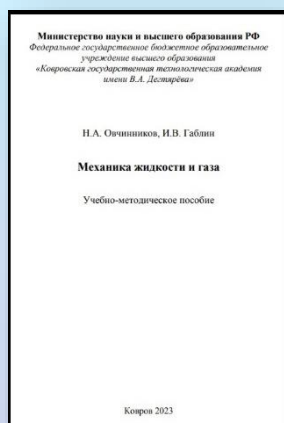 Министерство науки и высшего образования РФ
Федеральное государственное бюджетное образовательное
учреждение высшего образования
«Ковровская государственная технологическая академия
имени В.А. Дегтярёва»
Н.А. Овчинников, И.В. Габлин
Механика жидкости и газа
Учебно-методическое пособие
Ковров 2023